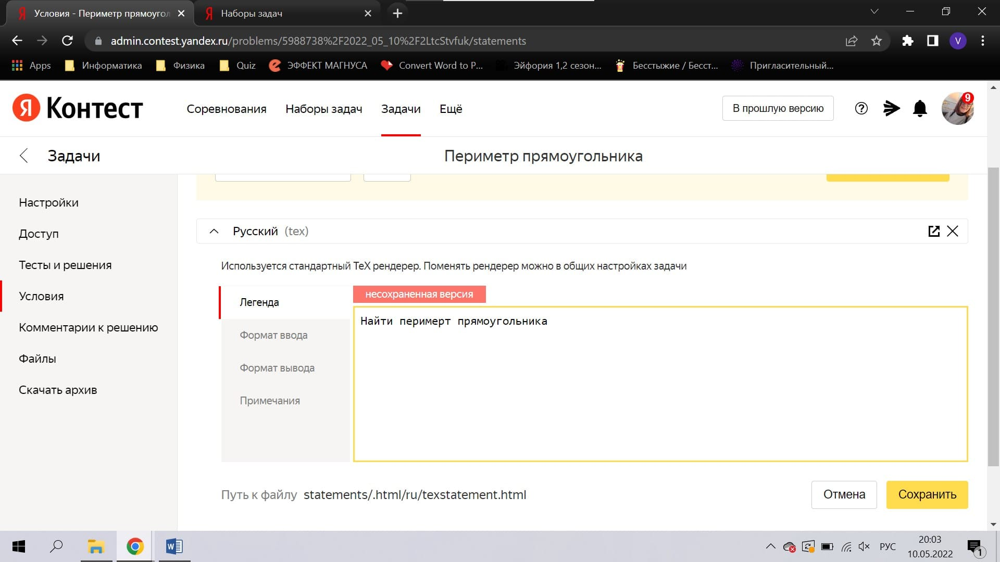 Условия - Периметр прямоугол
Наборы задач
admin.contest.yandex.ru/problems/5988738%2F2022_05_10%2F2LtcStvfuk/statements
V
Apps Информатика Физика Quiz ЭФФЕКТ МАГНУСА Convert Word to P... Эйфория 1,2 сезон... Бесстыжие / Бесст... Пригласительный...
Я Контест
Соревнования Наборы задач Задачи Ещё
В прошлую версию
9
Задачи
Периметр прямоугольника
Настройки
Доступ
Тесты и решения
Условия
Комментарии к решению
Файлы
Скачать архив
Русский (tex)
Используется стандартный TeX рендерер. Поменять рендерер можно в общих настройках задачи
Легенда
Формат ввода
Формат вывода
Примечания
несохраненная версия
Найти перимерт прямоугольника
Путь к файлу statements/.html/ru/texstatement.html
Отмена
Сохранить
РУС
20:03
10.05.2022
1